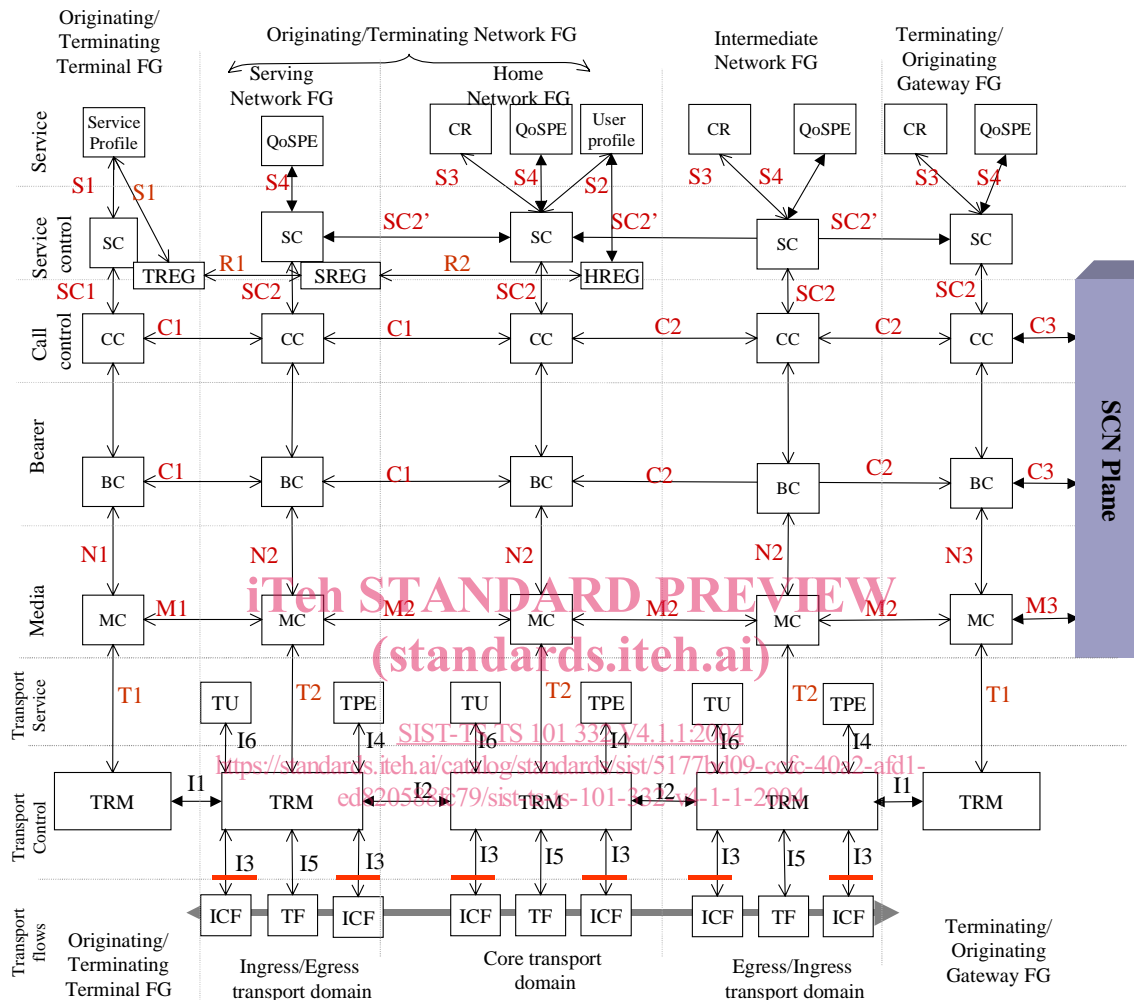 Originating/
Terminating
Terminal FG
Originating/Terminating Network FG
Serving
Network FG
Home
Network FG
Intermediate
Network FG
Terminating/
Originating
Gateway FG
Service
Service
Profile
QoSPE
CR
QoSPE
User
profile
CR
QoSPE
CR
QoSPE
S1
S1
S4
S3
S4
S2
S3
S4
S3
S4
Service
control
SC
SC
SC2’
SC
SC2’
SC
SC2’
SC
TREG
R1
SREG
R2
HREG
SC1
SC2
SC2
SC2
SC2
Call
control
CC
C1
CC
C1
CC
C2
CC
C2
CC
C3
SCN Plane
Bearer
BC
C1
BC
C1
BC
C2
BC
C2
BC
C3
N1
N2
N2
N2
N3
iTeh STANDARD PREVIEW
Media
MC
M1
MC
M2
MC
M2
MC
M2
MC
M3
(standards.iteh.ai)
Transport
Service
T1
T2
T2
T2
T1
TU
TPE
TU
TPE
TU
TPE
SIST-TS TS 101 332 V4.1.1:2004
I6
I4
I6
I4
I6
I4
Transport
Control
TRM
I1
TRM
I2
TRM
I2
TRM
I1
TRM
I3
I5
I3
I3
I5
I3
I3
I5
I3
Transport
flows
ICF
TF
ICF
ICF
TF
ICF
ICF
TF
ICF
Originating/
Terminating
Terminal FG
Ingress/Egress
transport domain
Core transport
domain
Egress/Ingress
transport domain
Terminating/
Originating
Gateway FG